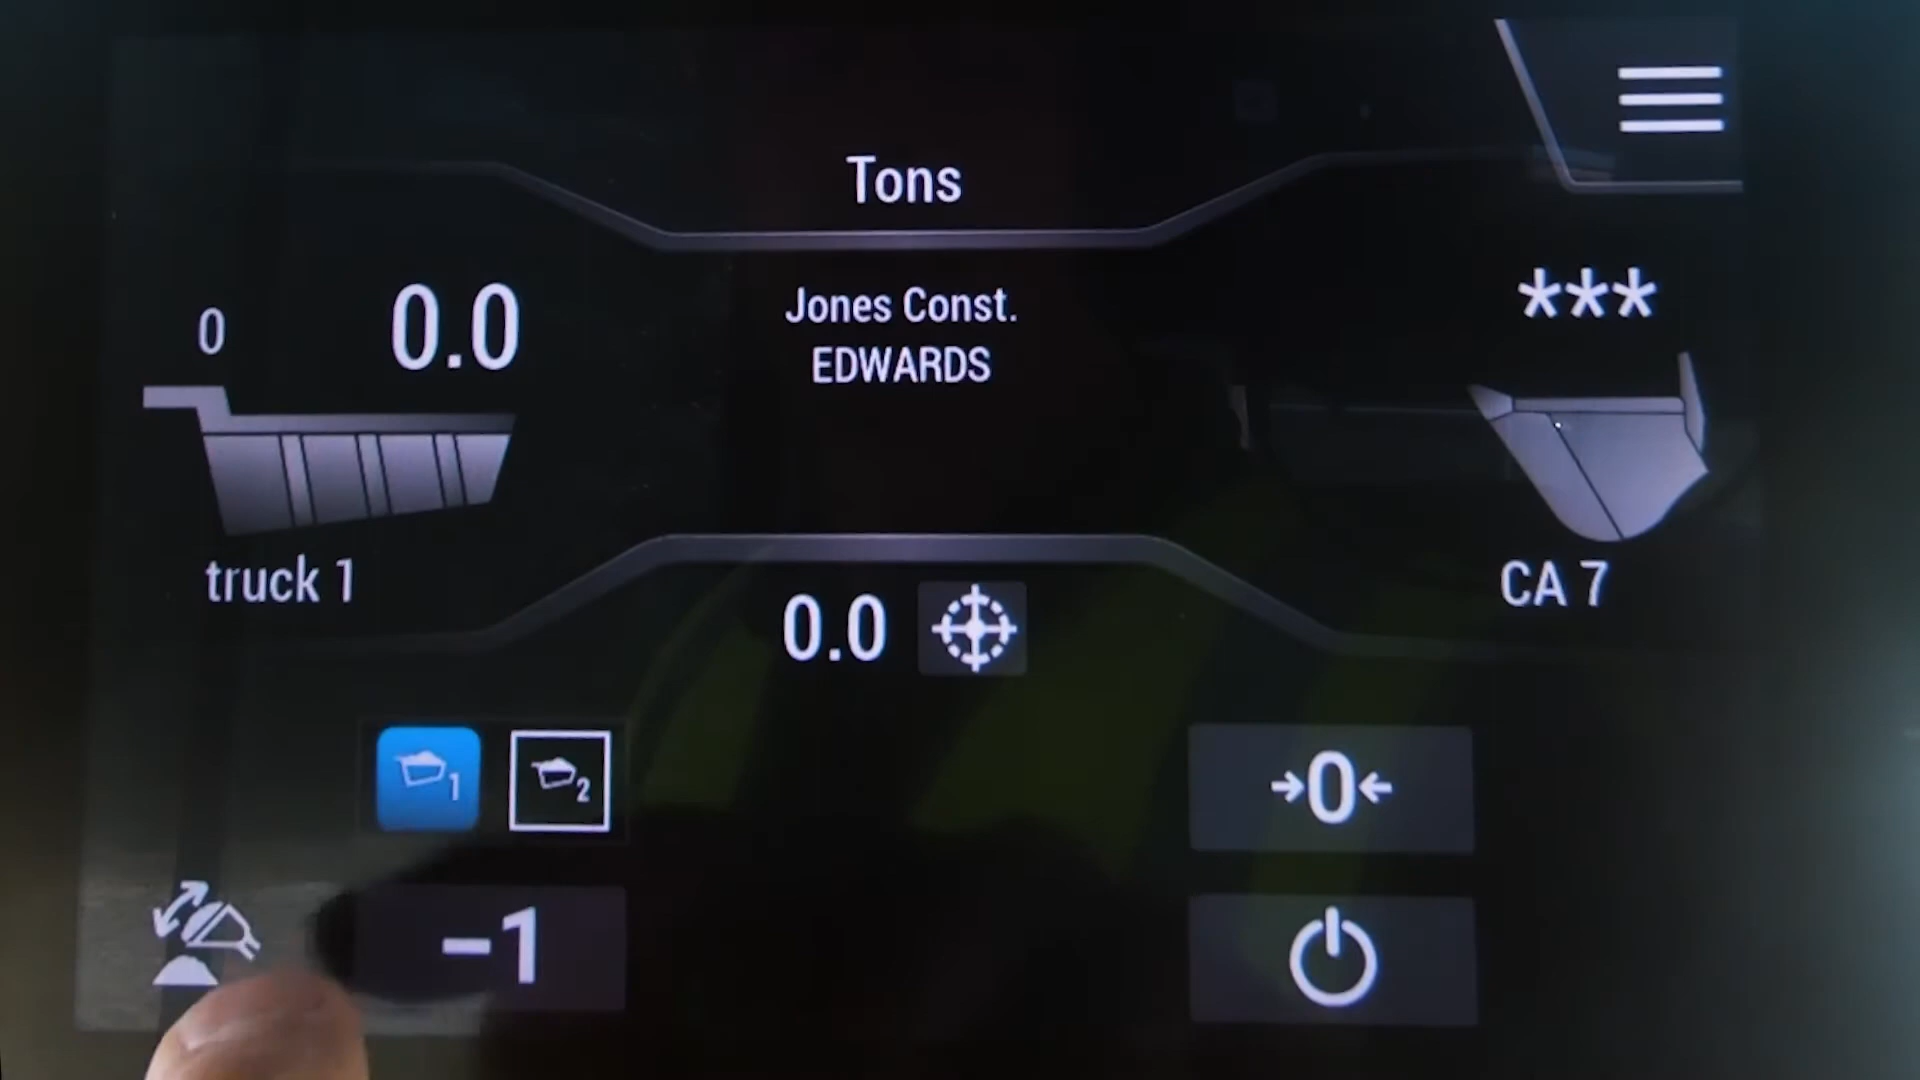 Tons
0
0.0
Jones Const.
EDWARDS
***
truck 1
CA 7
0.0
1
2
→0←
-1